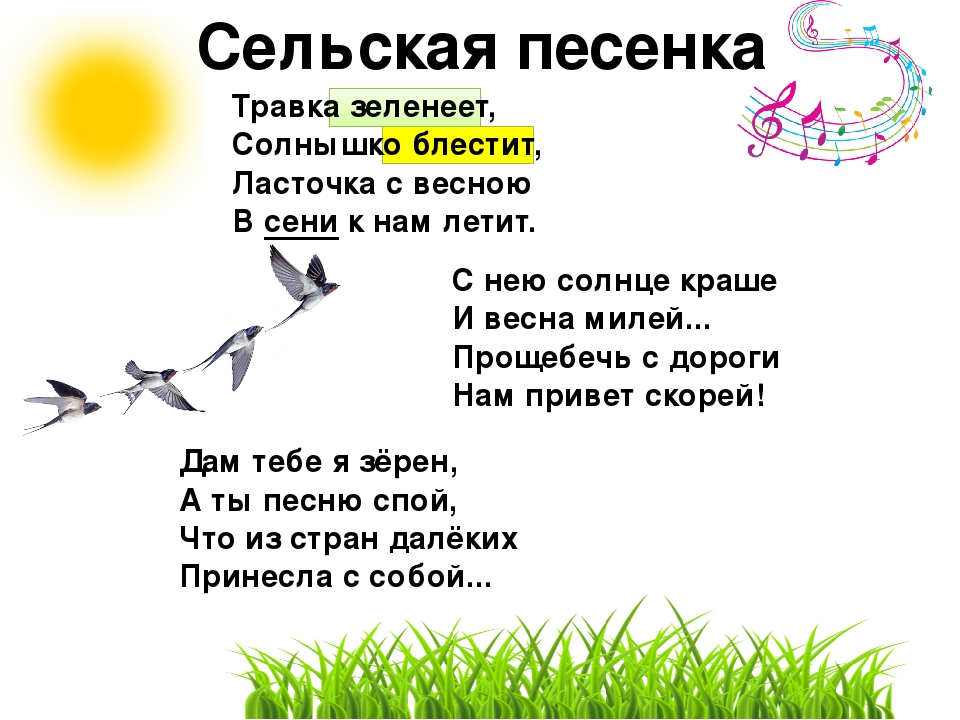 Сельская песенка
Травка зеленеет,
Солнышко блестит,
Ласточка с весною
В сени к нам летит.
С нею солнце краше
И весна милей...
Прощебечь с дороги
Нам привет скорей!
Дам тебе я зёрен,
А ты песню спой,
Что из стран далёких
Принесла с собой...